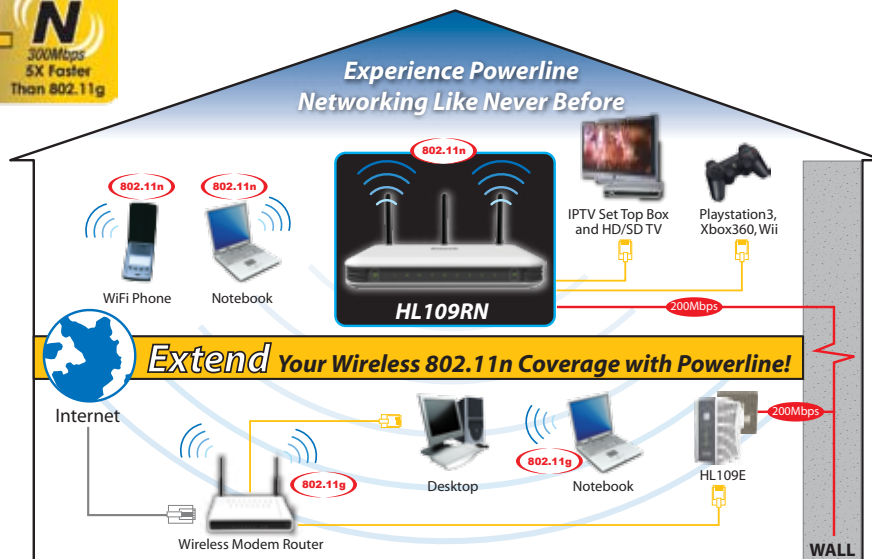 N
300Mbps
5X Faster
Than 802.11g
Experience Powerline
Networking Like Never Before
802.11n
802.11n
802.11n
WiFi Phone
Notebook
HL109RN
IPTV Set Top Box
and HD/SD TV
Playstation3,
Xbox360, Wii
200Mbps
Extend Your Wireless 802.11n Coverage with Powerline!
Internet
802.11g
Wireless Modem Router
Desktop
802.11g
Notebook
HL109E
200Mbps
WALL